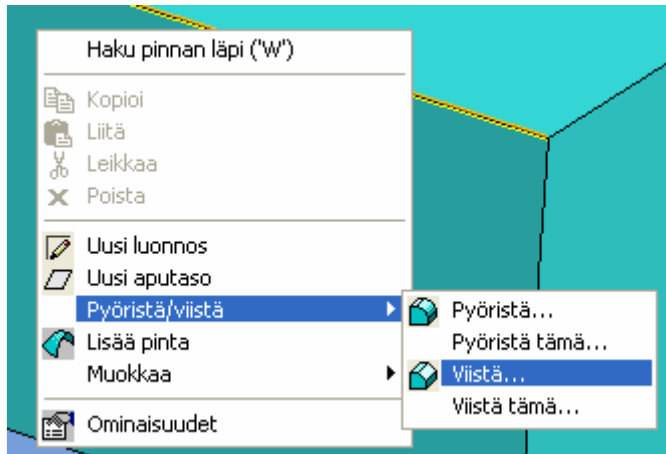 Haku pinnan läpi ('W')
Kopioi
Liitä
Leikkaa
Poista
Uusi luonnos
Uusi aputaso
Pyöristä/viistä
Lisää pinta
Muokkaa
Ominaisuudet
Pyöristä...
Pyöristä tämä...
Viistä...
Viistä tämä...